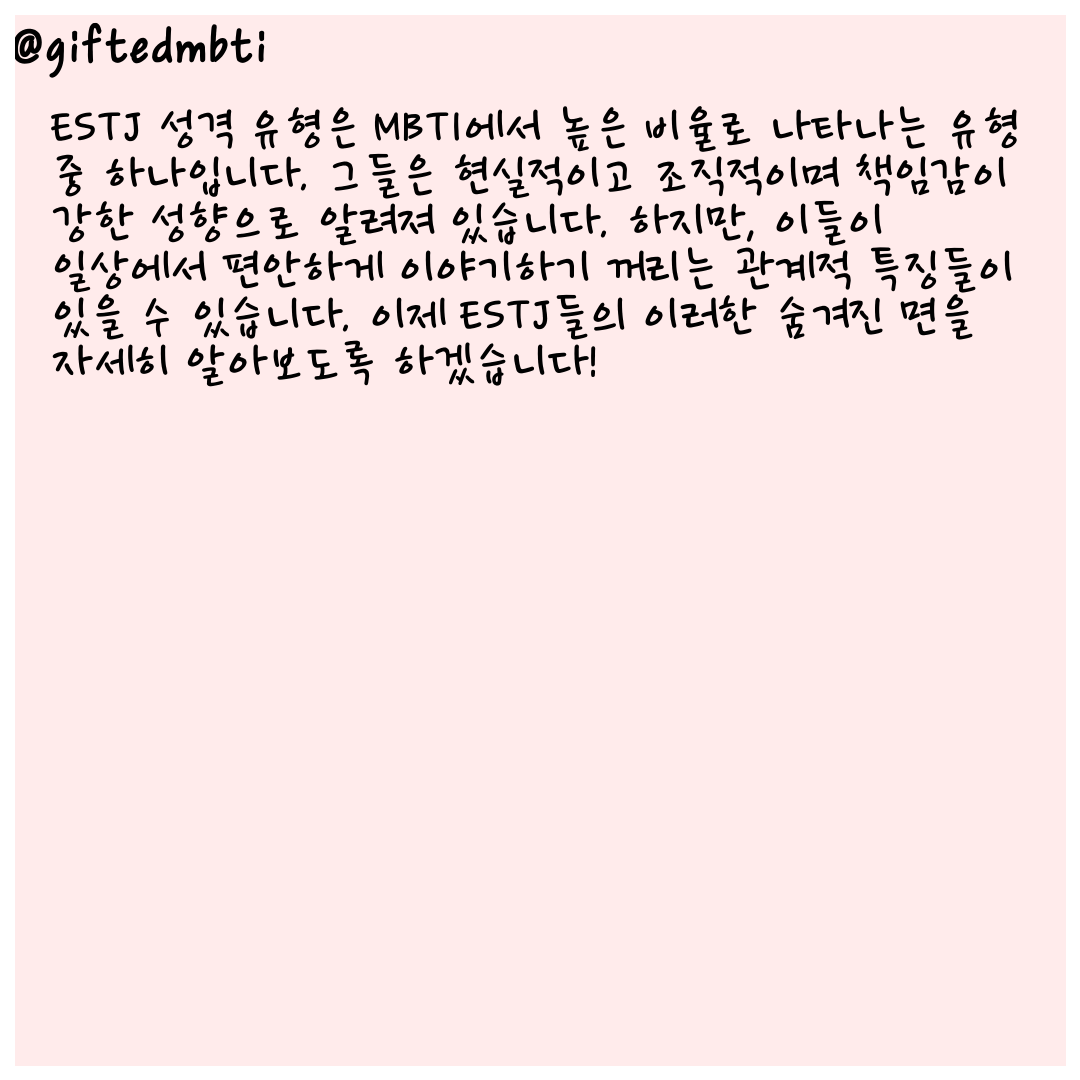 @giftedmbti
ESTJ 성격 유형은 MBTI에서 높은 비율로 나타나는 유형
중 하나입니다. 그들은 현실적이고 조직적이며 책임감이
강한 성향으로 알려져 있습니다. 하지만, 이들이
일상에서 편안하게 이야기하기 꺼리는 관계적 특징들이
있을 수 있습니다. 이제 ESTJ들의 이러한 숨겨진 면을
자세히 알아보도록 하겠습니다!